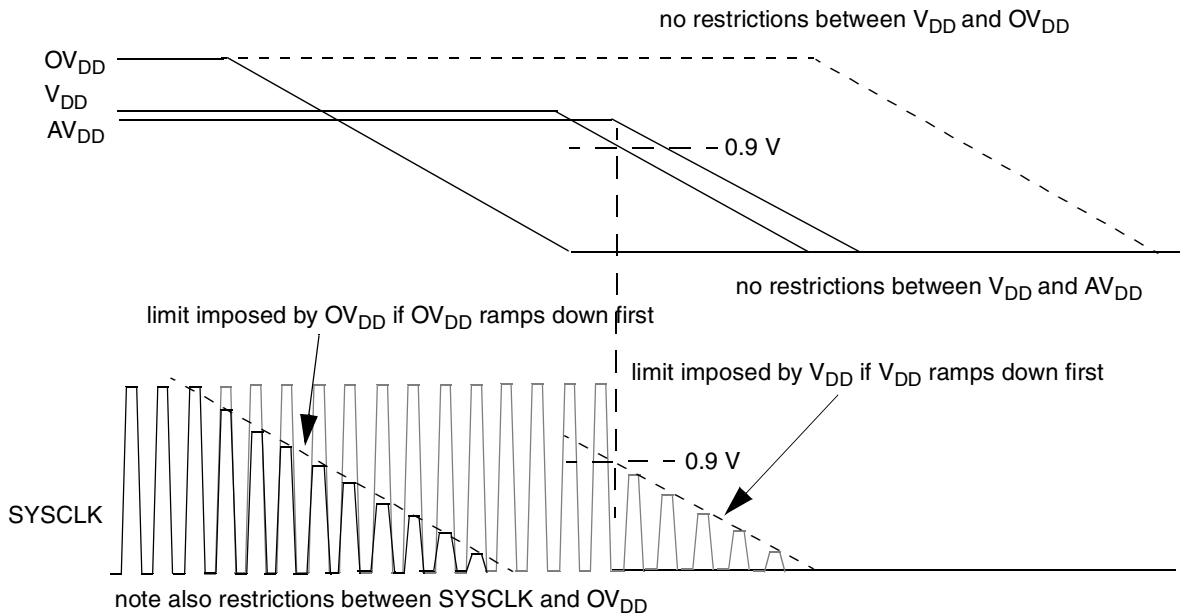 no restrictions between VDD and OVDD
OVDD
VDD
AVDD
0.9 V
no restrictions between VDD and AVDD
limit imposed by OVDD if OVDD ramps down first
limit imposed by VDD if VDD ramps down first
0.9 V
SYSCLK
note also restrictions between SYSCLK and OVDD